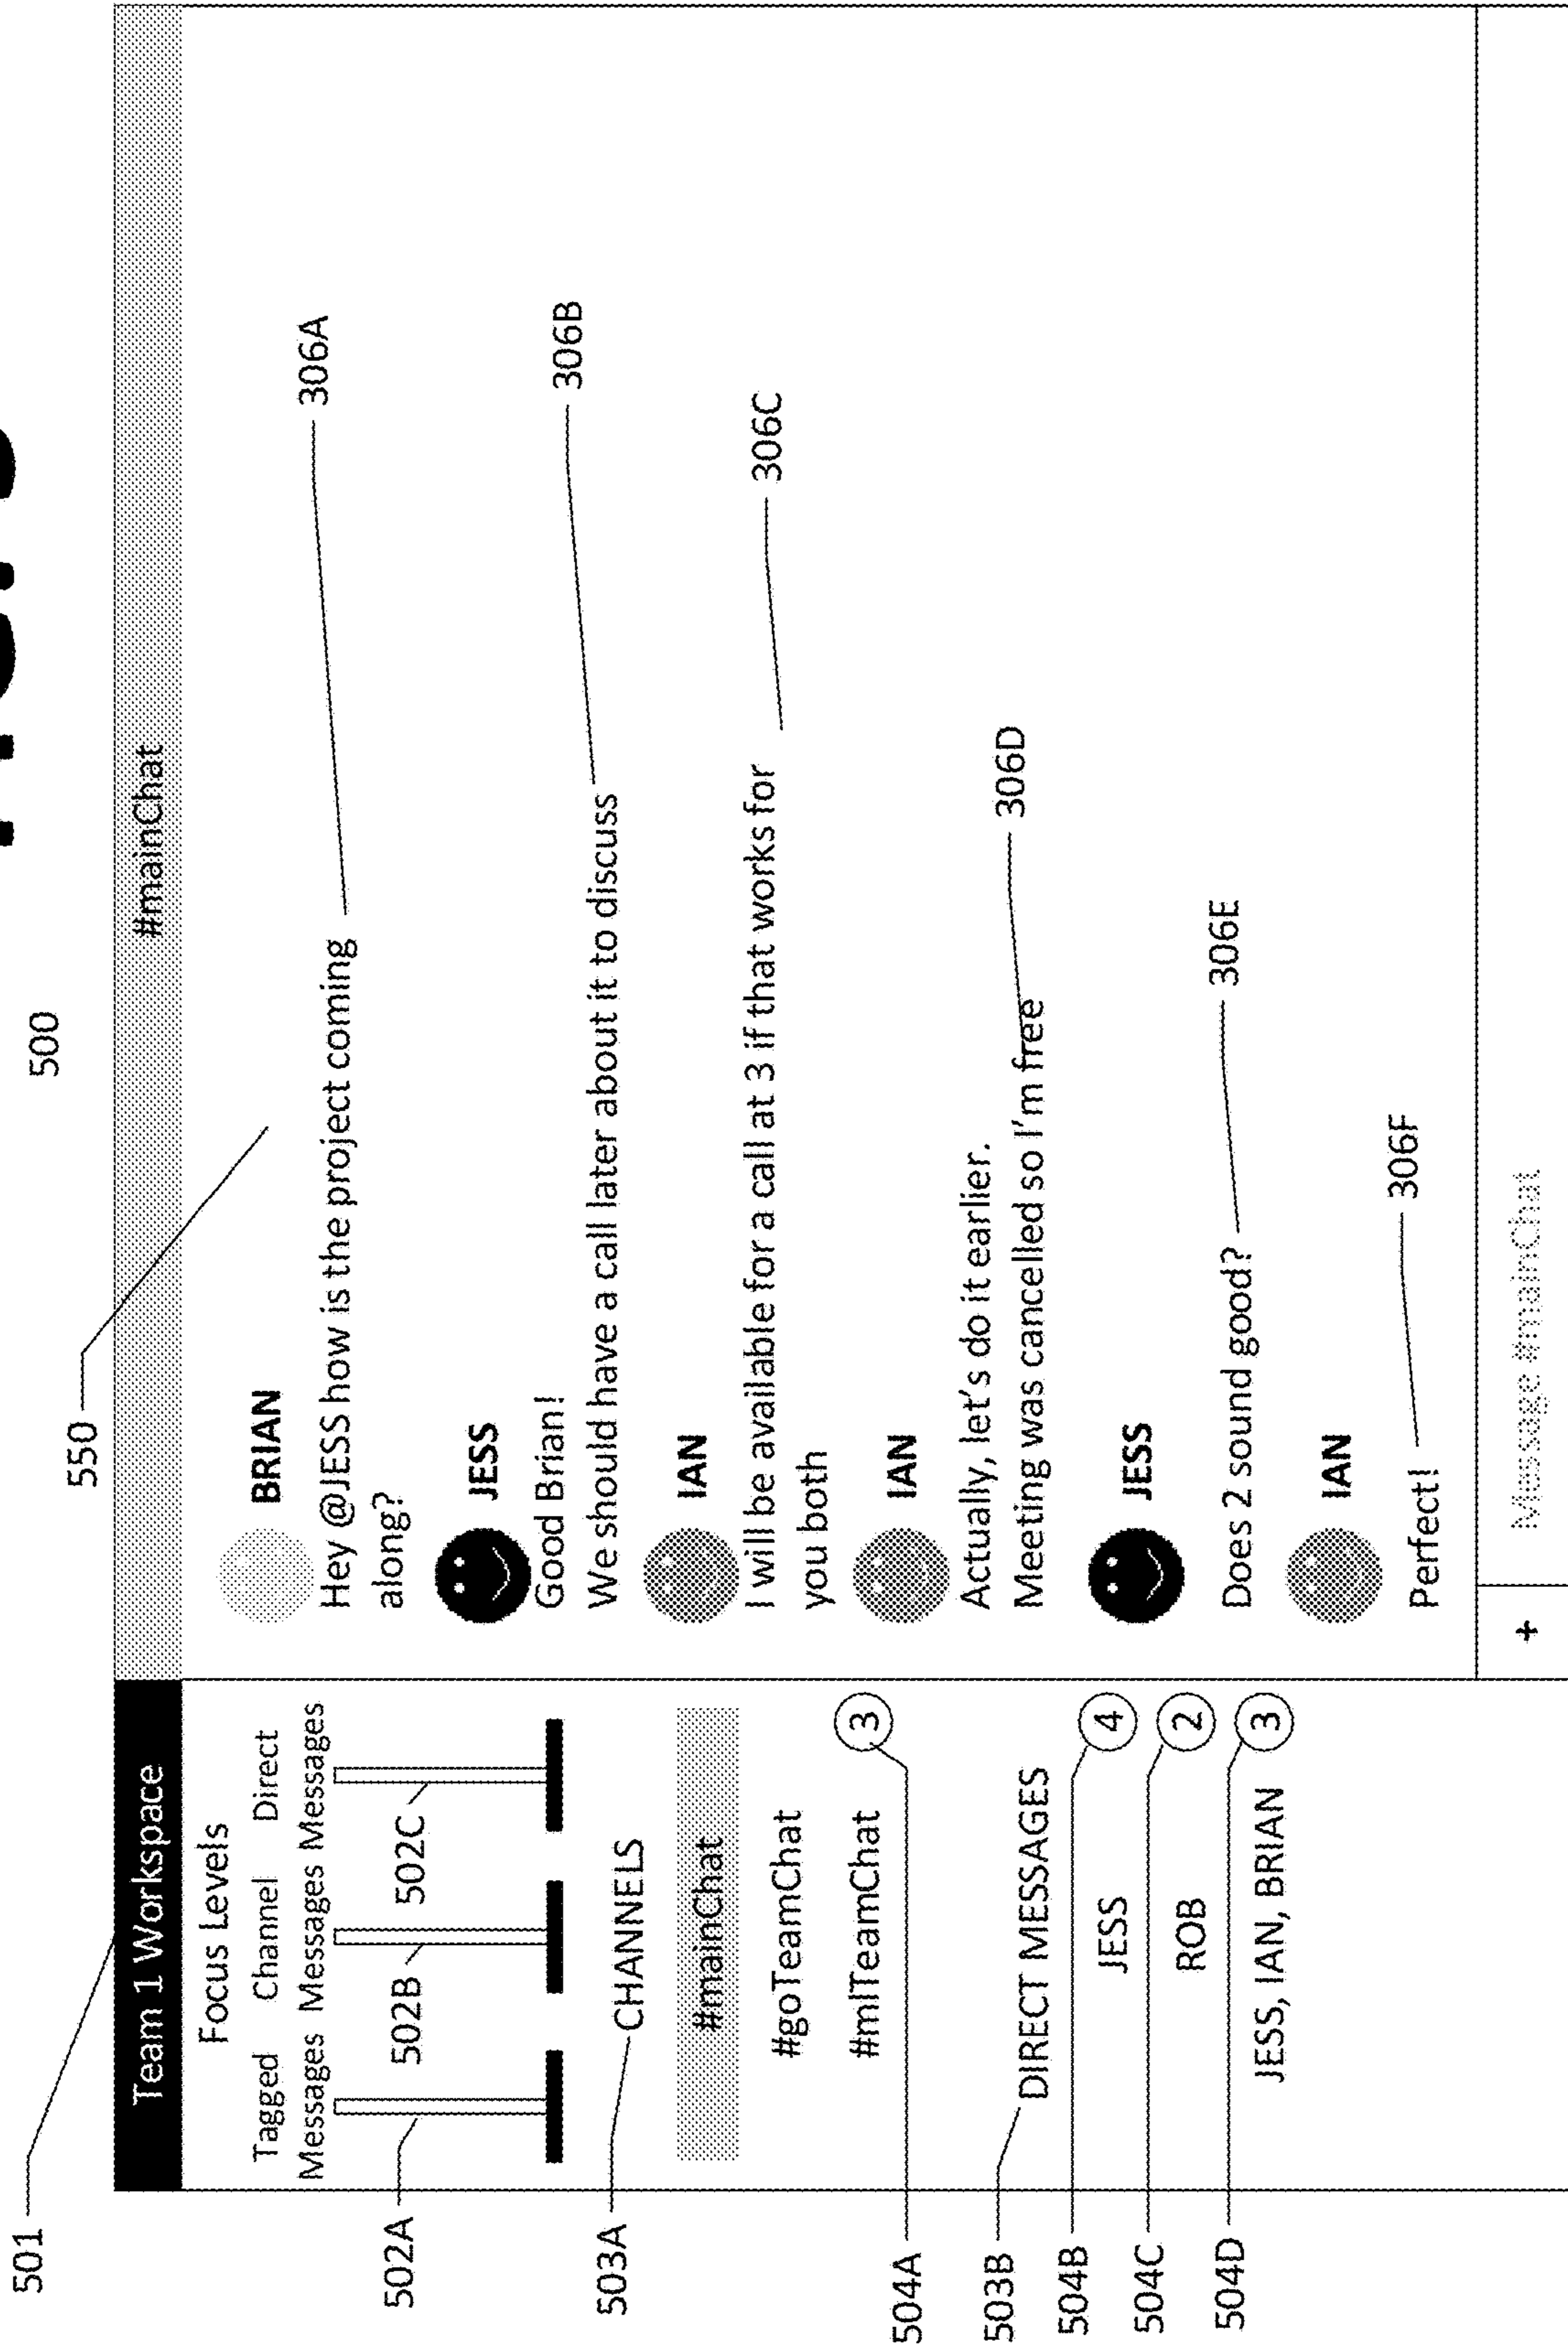 500
501
550
Team 1 Workspace
#mainChat
Focus Levels
Tagged Channel Direct
Messages Messages Messages
502A
502B
502C
503A
CHANNELS
#mainChat
#goTeamChat
#mlTeamChat
3
504A
503B
DIRECT MESSAGES
504B
JESS
4
504C
ROB
2
504D
JESS, IAN, BRIAN
3
BRIAN
Hey @JESS how is the project coming
along?
306A
JESS
Good Brian!
We should have a call later about it to discuss
306B
IAN
I will be available for a call at 3 if that works for
you both
306C
IAN
Actually, let's do it earlier.
Meeting was cancelled so I'm free
306D
JESS
Does 2 sound good?
306E
IAN
Perfect!
306F
+
Message #mainChat